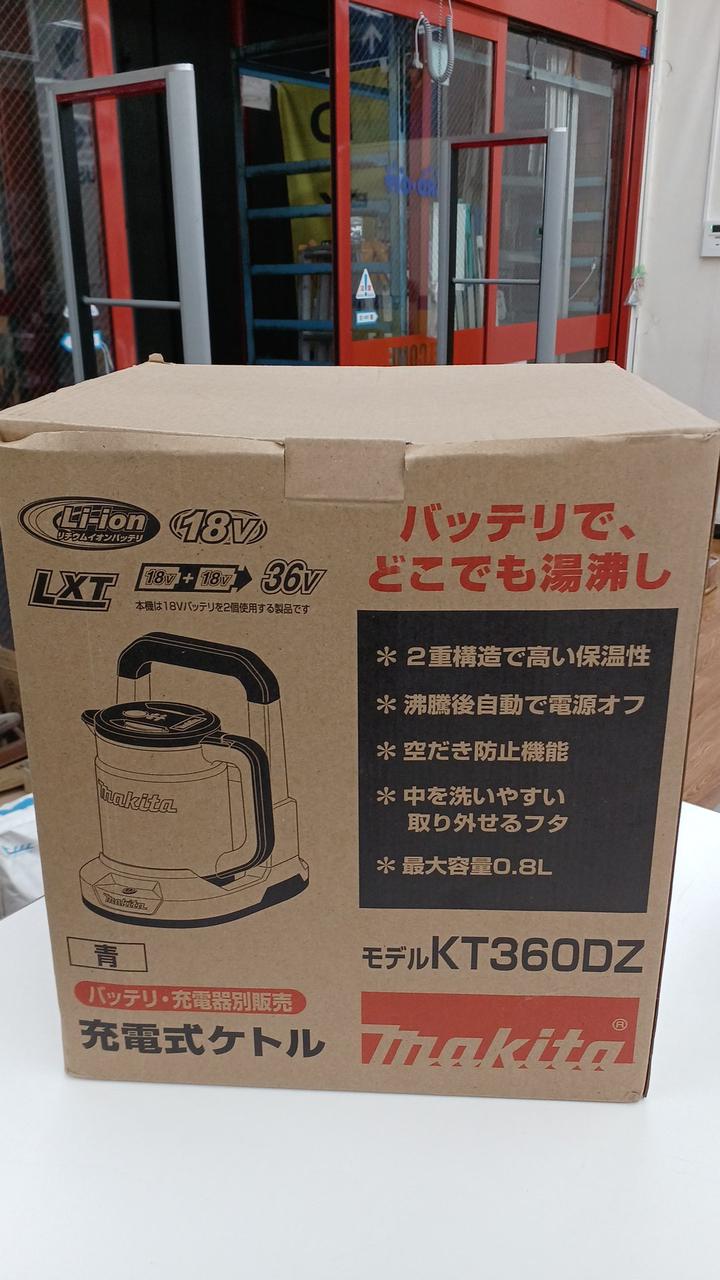 Li-ion
リチウムイオンバッテリ
18V
LXT
18V + 18V 36V
本機は18Vバッテリを2個使用する製品です
バッテリで、
どこでも湯沸し
＊ 2重構造で高い保温性
＊ 沸騰後自動で電源オフ
＊ 空だき防止機能
＊ 中を洗いやすい
取り外せるフタ
＊ 最大容量0.8L
makita
makita
青
モデルKT360DZ
バッテリ・充電器別販売
充電式ケトル
makita®